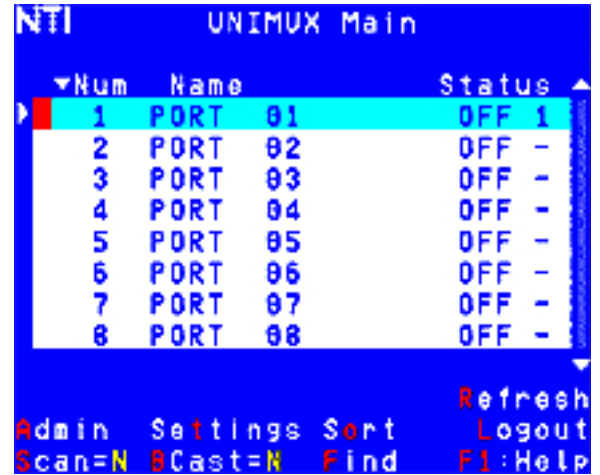 NTI UNIMUX Main
Num Name Status
1 PORT 01 OFF 1
2 PORT 02 OFF -
3 PORT 03 OFF -
4 PORT 04 OFF -
5 PORT 05 OFF -
6 PORT 06 OFF -
7 PORT 07 OFF -
8 PORT 08 OFF -
Refresh
Admin Settings Sort Logout
Scan=N BCast=N Find F1:Help